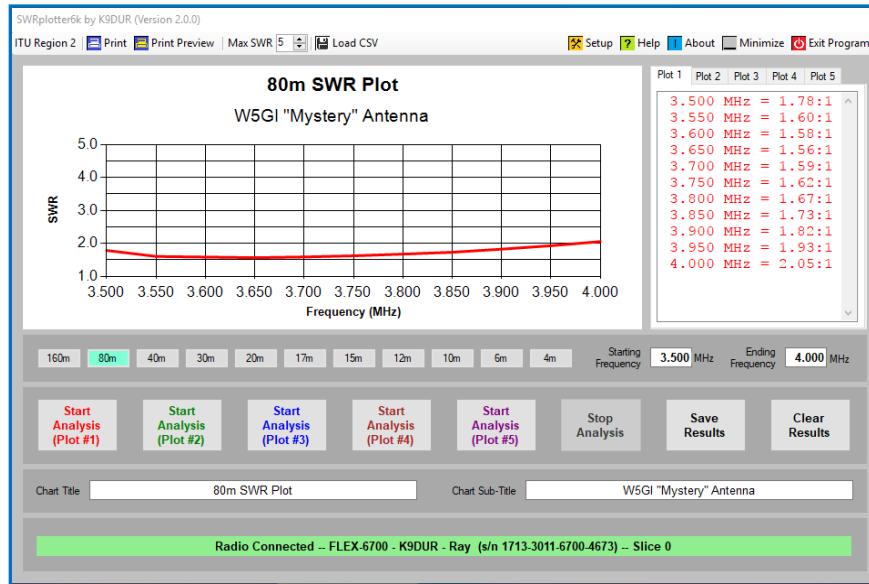 SWRplotter6k by K9DUR (Version 2.0.0)
ITU Region 2 Print Print Preview Max SWR 5 Load CSV Setup Help About Minimize Exit Program
80m SWR Plot
W5GI "Mystery" Antenna
5.0
4.0
3.0
2.0
1.0
SWR
3.500 3.550 3.600 3.650 3.700 3.750 3.800 3.850 3.900 3.950 4.000
Frequency (MHz)
Plot 1 Plot 2 Plot 3 Plot 4 Plot 5
3.500 MHz = 1.78:1
3.550 MHz = 1.60:1
3.600 MHz = 1.58:1
3.650 MHz = 1.56:1
3.700 MHz = 1.59:1
3.750 MHz = 1.62:1
3.800 MHz = 1.67:1
3.850 MHz = 1.73:1
3.900 MHz = 1.82:1
3.950 MHz = 1.93:1
4.000 MHz = 2.05:1
160m 80m 40m 30m 20m 17m 15m 12m 10m 6m 4m
Starting
Frequency
3.500 MHz
Ending
Frequency
4.000 MHz
Start
Analysis
(Plot #1)
Start
Analysis
(Plot #2)
Start
Analysis
(Plot #3)
Start
Analysis
(Plot #4)
Start
Analysis
(Plot #5)
Stop
Analysis
Save
Results
Clear
Results
Chart Title 80m SWR Plot Chart Sub-Title W5GI "Mystery" Antenna
Radio Connected -- FLEX-6700 - K9DUR - Ray (s/n 1713-3011-6700-4673) -- Slice 0